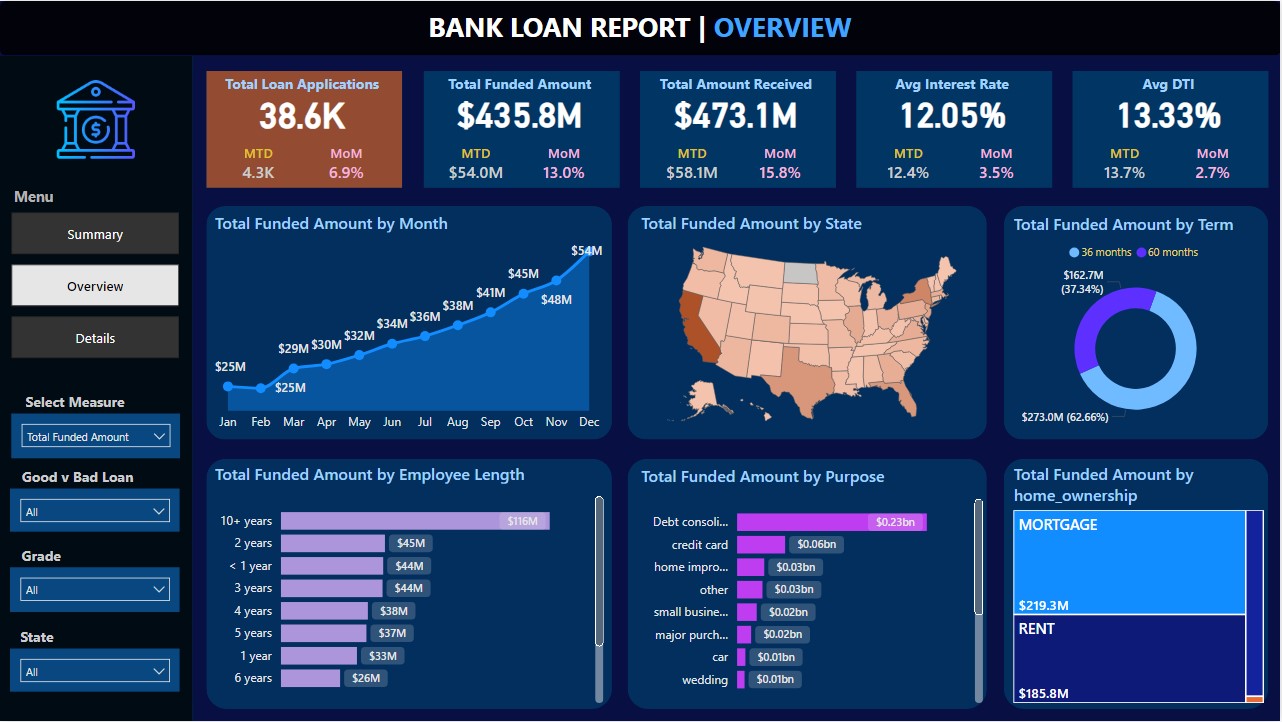 BANK LOAN REPORT | OVERVIEW
Total Loan Applications
38.6K
MTD
MoM
4.3K
6.9%
Total Funded Amount
$435.8M
MTD
MoM
$54.0M
13.0%
Total Amount Received
$473.1M
MTD
MoM
$58.1M
15.8%
Avg Interest Rate
12.05%
MTD
MoM
12.4%
3.5%
Avg DTI
13.33%
MTD
MoM
13.7%
2.7%
$
Menu
Summary
Overview
Details
Select Measure
Total Funded Amount
Good v Bad Loan
All
Grade
All
State
All
Total Funded Amount by Month
$25M
$25M
$29M
$30M
$32M
$34M
$36M
$38M
$41M
$45M
$48M
$54M
Jan Feb Mar Apr May Jun Jul Aug Sep Oct Nov Dec
Total Funded Amount by State
Total Funded Amount by Term
36 months
60 months
$162.7M
(37.34%)
$273.0M (62.66%)
Total Funded Amount by Employee Length
10+ years $116M
2 years $45M
< 1 year $44M
3 years $44M
4 years $38M
5 years $37M
1 year $33M
6 years $26M
Total Funded Amount by Purpose
Debt consoli... $0.23bn
credit card $0.06bn
home impro... $0.03bn
other $0.03bn
small busine... $0.02bn
major purch... $0.02bn
car $0.01bn
wedding $0.01bn
Total Funded Amount by
home_ownership
MORTGAGE
$219.3M
RENT
$185.8M